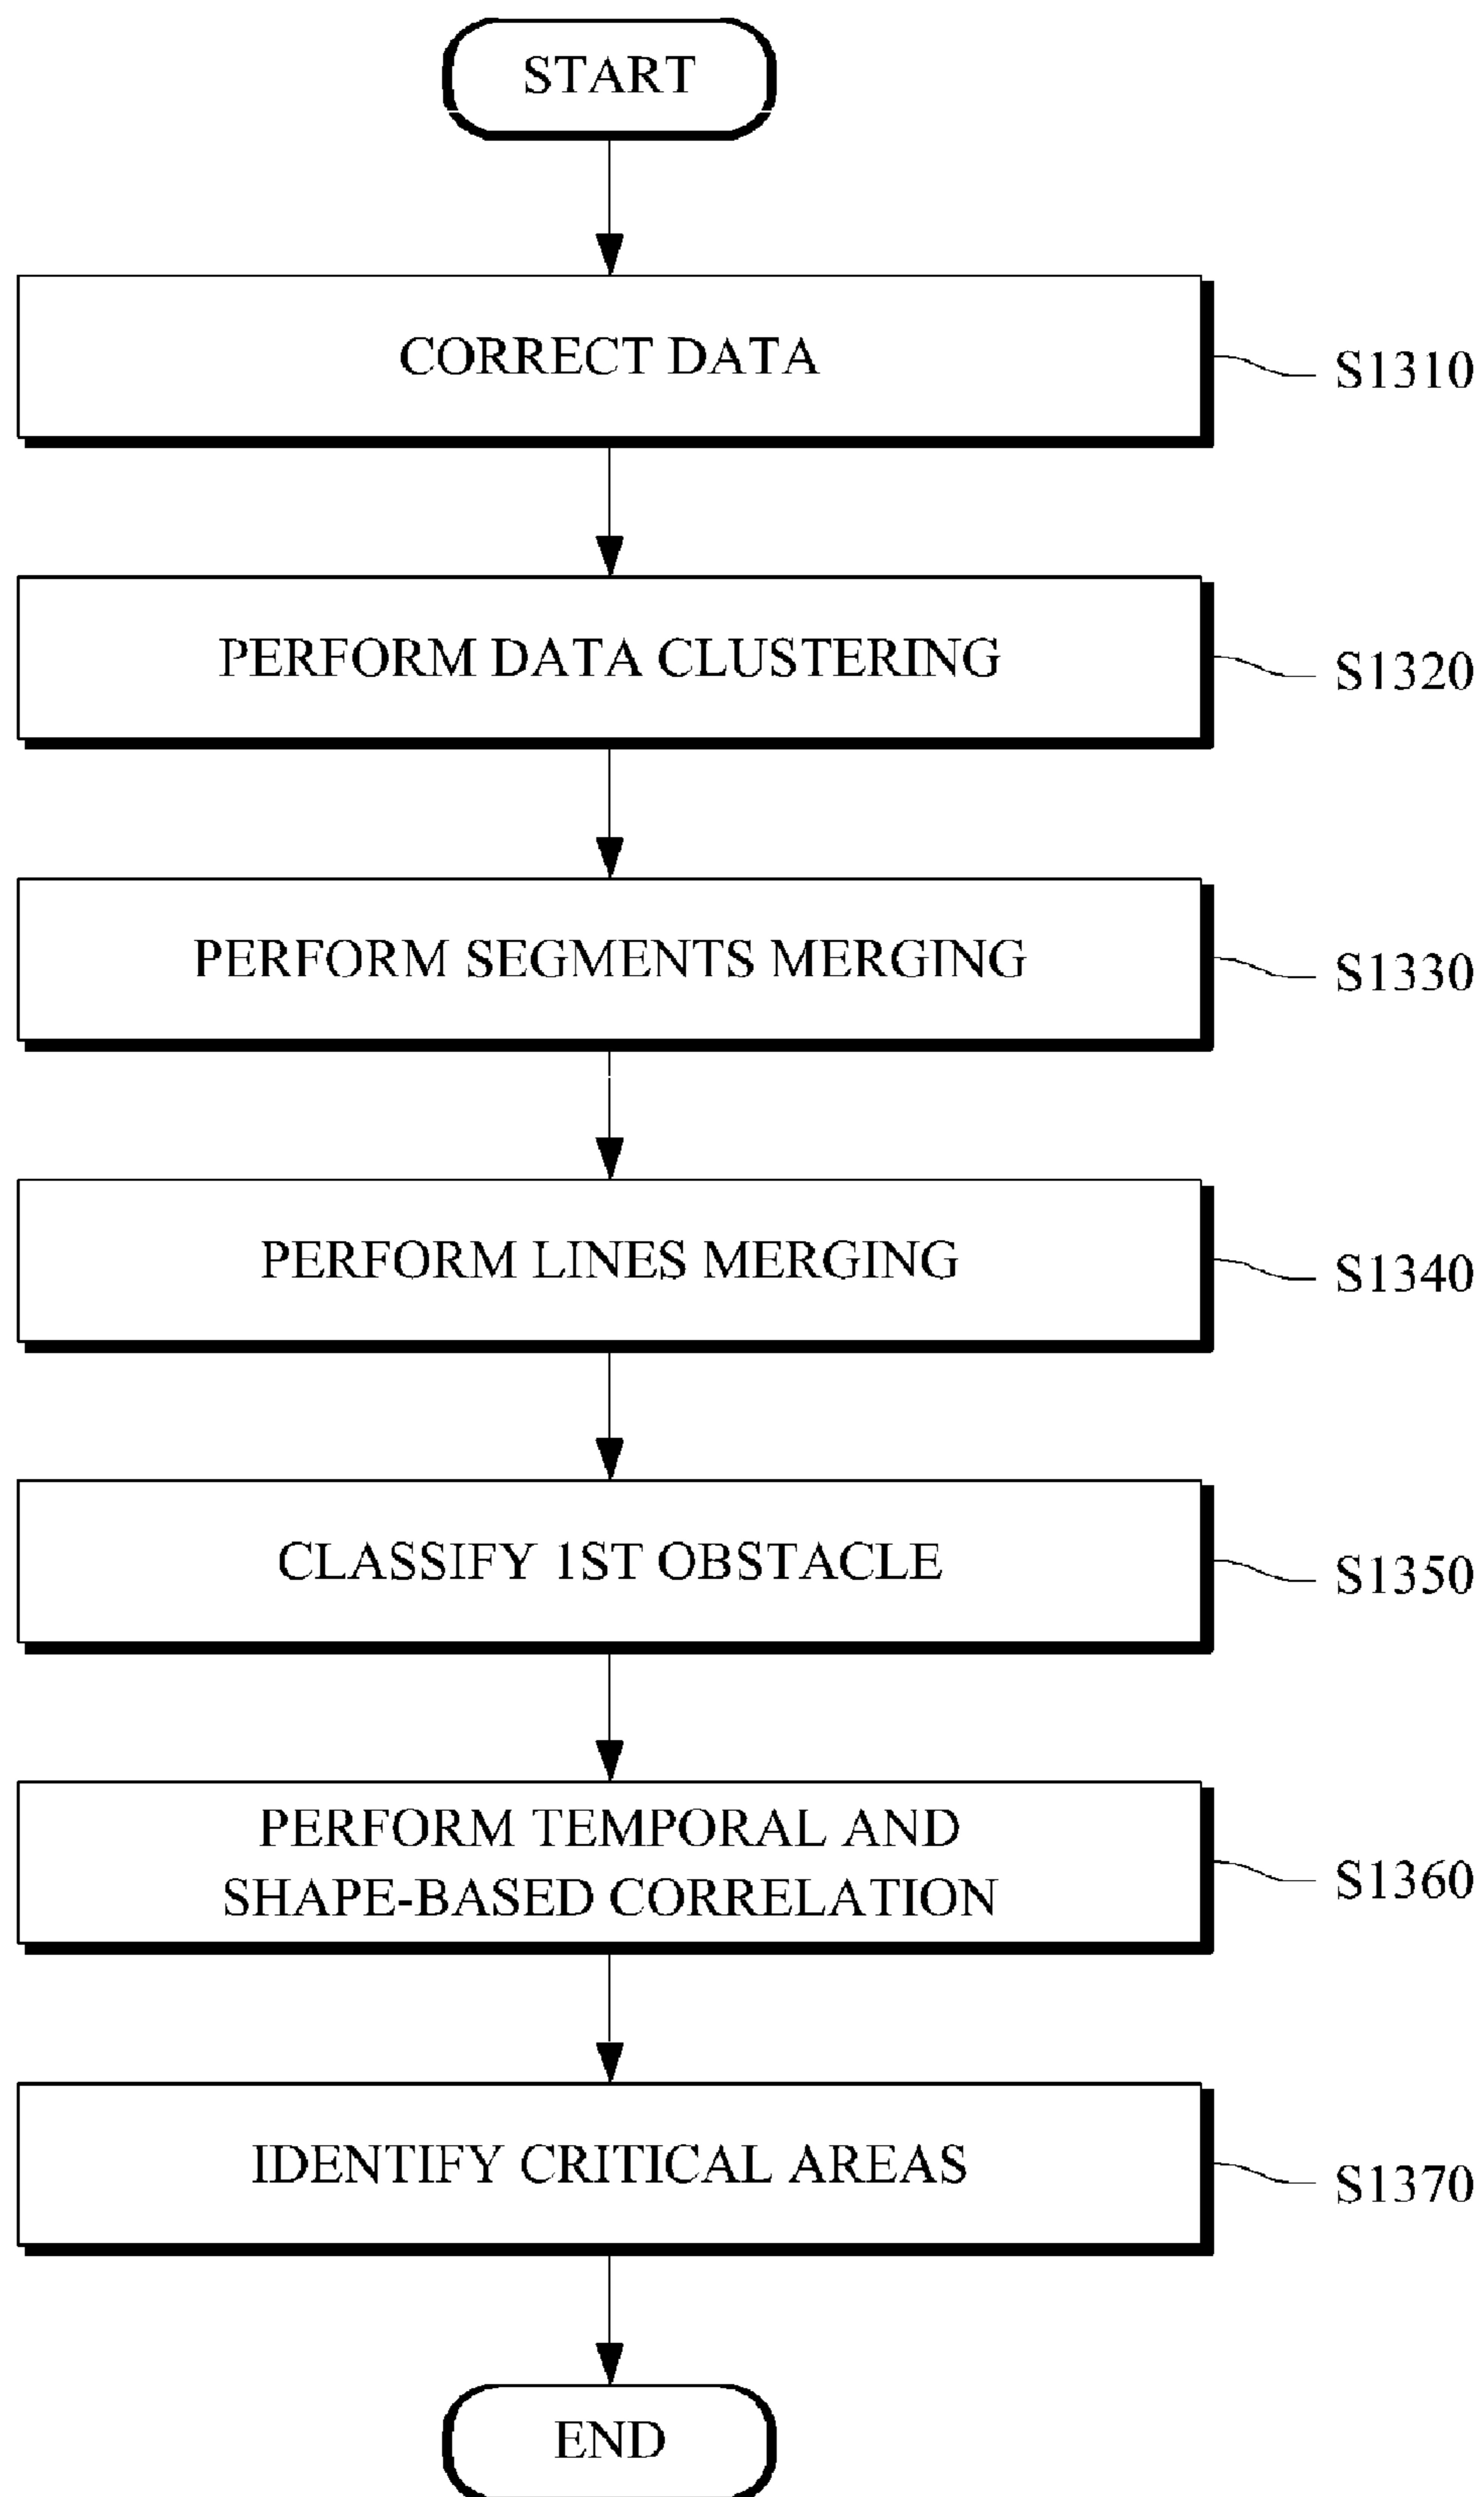 START
CORRECT DATA
S1310
PERFORM DATA CLUSTERING
S1320
PERFORM SEGMENTS MERGING
S1330
PERFORM LINES MERGING
S1340
CLASSIFY 1ST OBSTACLE
S1350
PERFORM TEMPORAL AND
SHAPE-BASED CORRELATION
S1360
IDENTIFY CRITICAL AREAS
S1370
END